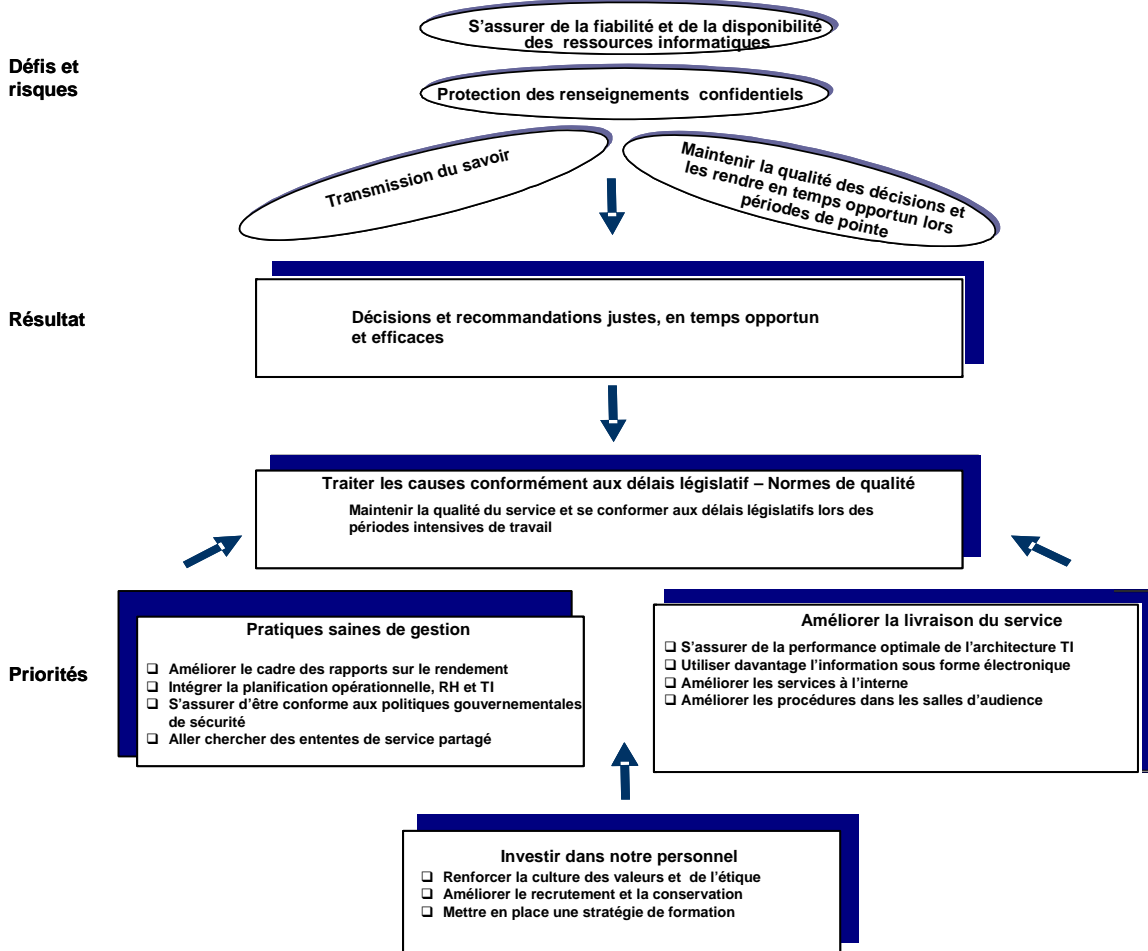 S'assurer de la fiabilité et de la disponibilité
des ressources informatiques
Défis et
risques
Protection des renseignements confidentiels
Transmission du savoir
Maintenir la qualité des décisions et
les rendre en temps opportun lors
périodes de pointe
Résultat
Décisions et recommandations justes, en temps opportun
et efficaces
Traiter les causes conformément aux délais législatif – Normes de qualité
Maintenir la qualité du service et se conformer aux délais législatifs lors des
périodes intensives de travail
Priorités
Pratiques saines de gestion
❑ Améliorer le cadre des rapports sur le rendement
❑ Intégrer la planification opérationnelle, RH et TI
❑ S'assurer d'être conforme aux politiques gouvernementales
de sécurité
❑ Aller chercher des ententes de service partagé
Améliorer la livraison du service
❑ S'assurer de la performance optimale de l'architecture TI
❑ Utiliser davantage l'information sous forme électronique
❑ Améliorer les services à l'interne
❑ Améliorer les procédures dans les salles d'audience
Investir dans notre personnel
❑ Renforcer la culture des valeurs et de l'étique
❑ Améliorer le recrutement et la conservation
❑ Mettre en place une stratégie de formation